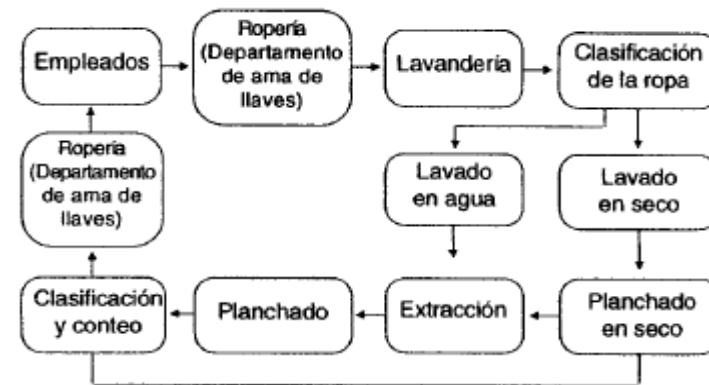 Empleados
Ropería
(Departamento
de ama de
llaves)
Lavandería
Clasificación
de la ropa
Ropería
(Departamento
de ama de
llaves)
Lavado
en agua
Lavado
en seco
Clasificación
y conteo
Planchado
Extracción
Planchado
en seco